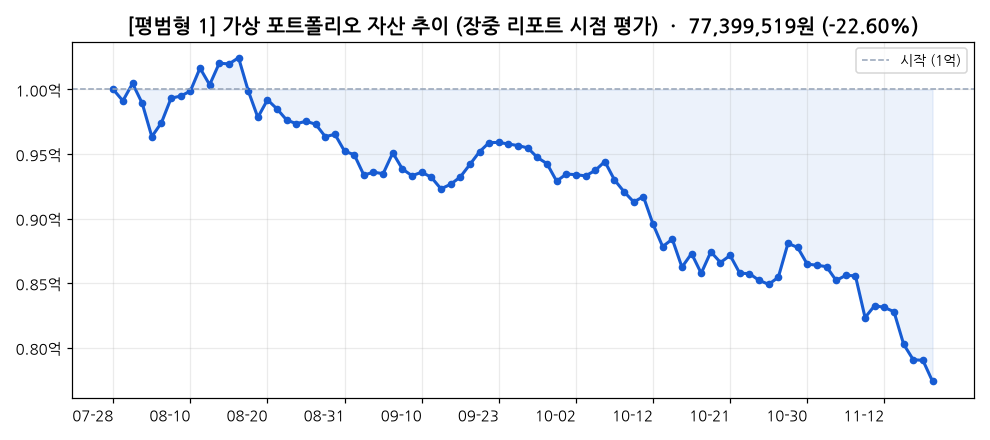 [평범형 1] 가상 포트폴리오 자산 추이 (장중 리포트 시점 평가) · 77,399,519원 (-22.60%)
시작 (1억)
1.00억
0.95억
0.90억
0.85억
0.80억
07-28 08-10 08-20 08-31 09-10 09-23 10-02 10-12 10-21 10-30 11-12